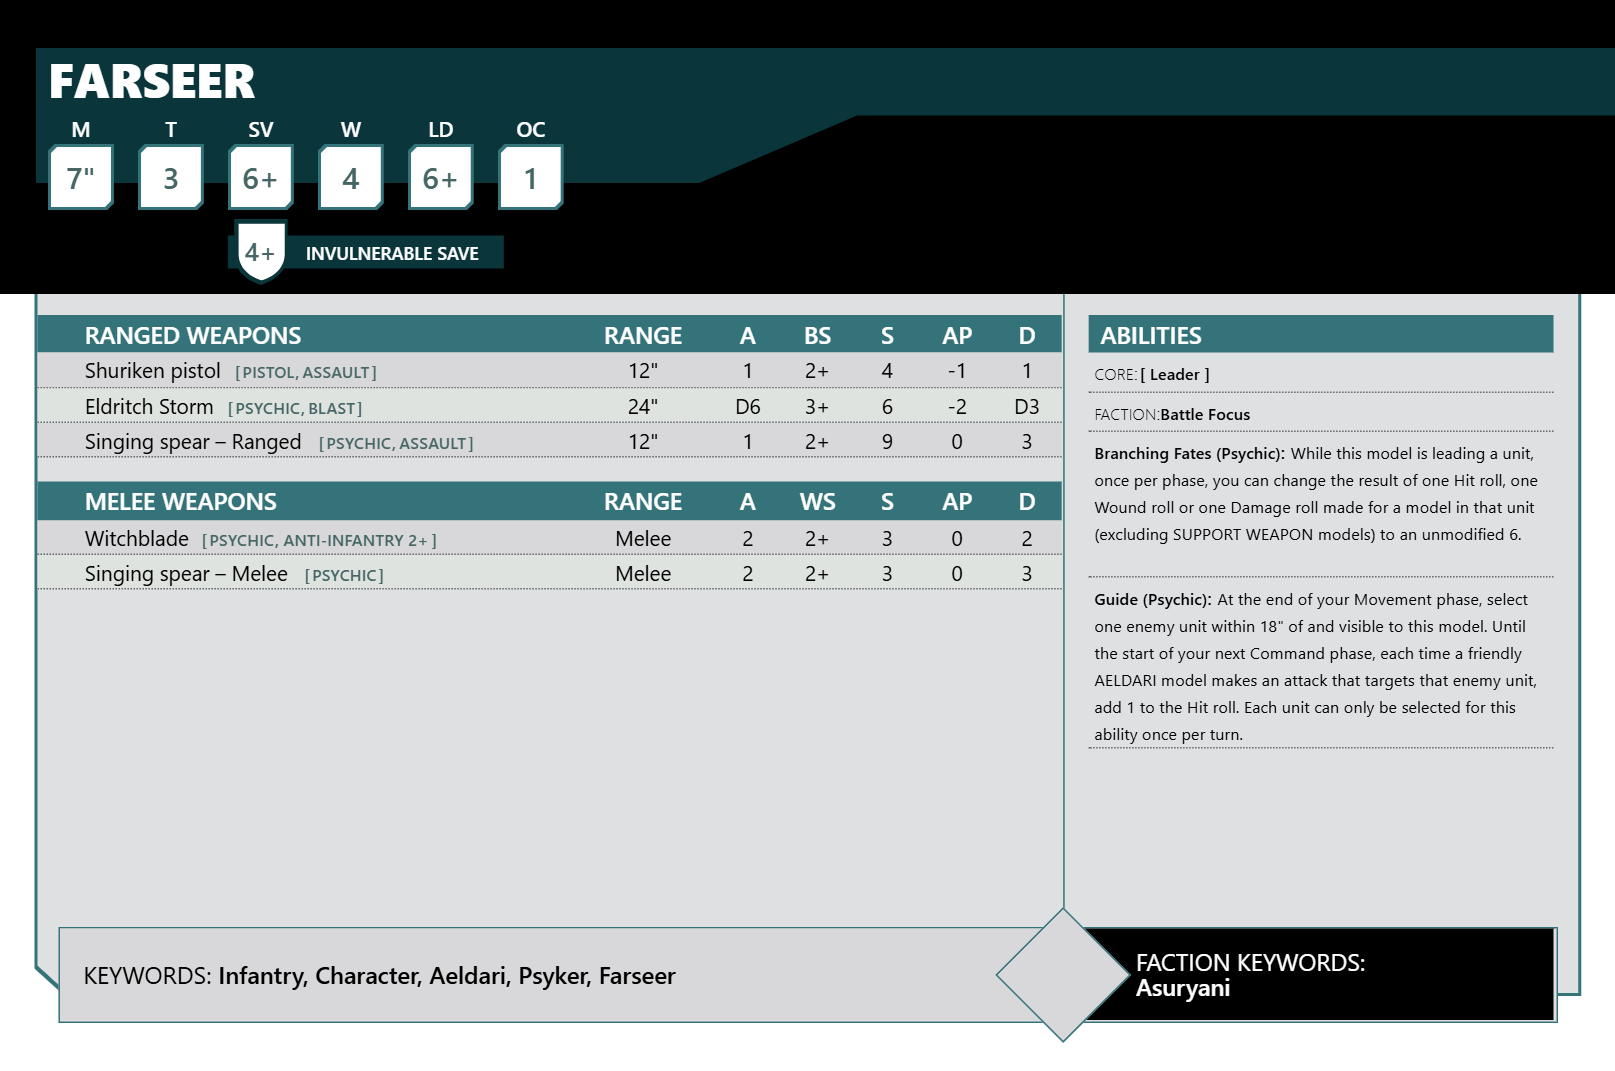 FARSEER
M T SV W LD OC
7" 3 6+ 4 6+ 1
4+ INVULNERABLE SAVE
RANGED WEAPONS RANGE A BS S AP D
Shuriken pistol [PISTOL, ASSAULT] 12" 1 2+ 4 -1 1
Eldritch Storm [PSYCHIC, BLAST] 24" D6 3+ 6 -2 D3
Singing spear – Ranged [PSYCHIC, ASSAULT] 12" 1 2+ 9 0 3
MELEE WEAPONS RANGE A WS S AP D
Witchblade [PSYCHIC, ANTI-INFANTRY 2+ ] Melee 2 2+ 3 0 2
Singing spear – Melee [PSYCHIC] Melee 2 2+ 3 0 3
ABILITIES
CORE:[ Leader ]
FACTION:Battle Focus
Branching Fates (Psychic): While this model is leading a unit,
once per phase, you can change the result of one Hit roll, one
Wound roll or one Damage roll made for a model in that unit
(excluding SUPPORT WEAPON models) to an unmodified 6.
Guide (Psychic): At the end of your Movement phase, select
one enemy unit within 18" of and visible to this model. Until
the start of your next Command phase, each time a friendly
AELDARI model makes an attack that targets that enemy unit,
add 1 to the Hit roll. Each unit can only be selected for this
ability once per turn.
KEYWORDS: Infantry, Character, Aeldari, Psyker, Farseer
FACTION KEYWORDS:
Asuryani